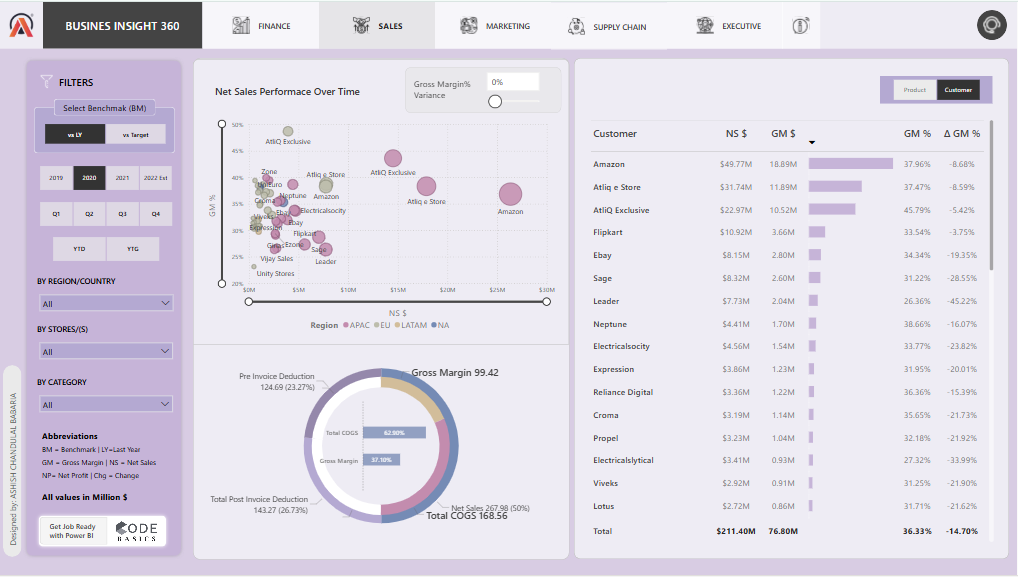 BUSINES INSIGHT 360
FINANCE
SALES
MARKETING
SUPPLY CHAIN
EXECUTIVE
FILTERS
Select Benchmak (BM)
vs LY
vs Target
2019
2020
2021
2022 Est
Q1
Q2
Q3
Q4
YTD
YTG
BY REGION/COUNTRY
All
BY STORES/(S)
All
BY CATEGORY
All
Abbreviations
BM = Benchmark | LY=Last Year
GM = Gross Margin | NS = Net Sales
NP= Net Profit | Chg = Change
All values in Million $
Get Job Ready
with Power BI
CODE
BASICS
Designed by: ASHISH CHANDULAL BABARIA
Net Sales Performace Over Time
Gross Margin%
Variance
0%
GM %
50%
45%
40%
35%
30%
25%
20%
AtliQ Exclusive
AtliQ Exclusive
Zone
Atliq e Store
Atliq e Store
Neptune
Amazon
Amazon
Croma
Electricalsocity
Ebay
Ebay
Viveks
Expression
Flipkart
Ezone
Sage
Vijay Sales
Leader
Unity Stores
$0M
$5M
$10M
$15M
$20M
$25M
$30M
NS $
Region
APAC
EU
LATAM
NA
Gross Margin 99.42
Pre Invoice Deduction
124.69 (23.27%)
Total COGS
62.90%
Gross Margin
37.10%
Total Post Invoice Deduction
143.27 (26.73%)
Net Sales 267.98 (50%)
Total COGS 168.56
Product
Customer
Customer NS $ GM $ GM % Δ GM %
Amazon $49.77M 18.89M 37.96% -8.68%
Atliq e Store $31.74M 11.89M 37.47% -8.59%
AtliQ Exclusive $22.97M 10.52M 45.79% -5.42%
Flipkart $10.92M 3.66M 33.54% -3.75%
Ebay $8.15M 2.80M 34.34% -19.35%
Sage $8.32M 2.60M 31.22% -28.55%
Leader $7.73M 2.04M 26.36% -45.22%
Neptune $4.41M 1.70M 38.66% -16.07%
Electricalsocity $4.56M 1.54M 33.77% -23.82%
Expression $3.86M 1.23M 31.95% -20.01%
Reliance Digital $3.36M 1.22M 36.36% -15.39%
Croma $3.19M 1.14M 35.65% -21.73%
Propel $3.23M 1.04M 32.18% -21.92%
Electricalslytical $3.41M 0.93M 27.32% -33.99%
Viveks $2.92M 0.91M 31.25% -21.90%
Lotus $2.72M 0.86M 31.71% -21.62%
Total $211.40M 76.80M 36.33% -14.70%